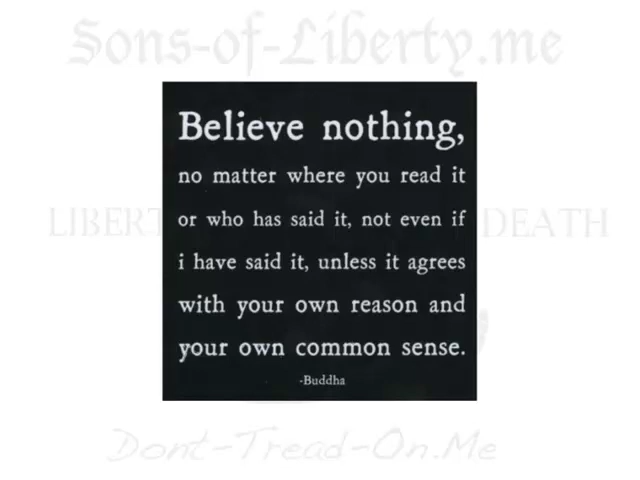 Sons-of-Liberty.me
Believe nothing,
no matter where you read it
or who has said it, not even if
LIBERT DEATH
i have said it, unless it agrees
with your own reason and
your own common sense.
-Buddha
Dont-Tread-On.Me